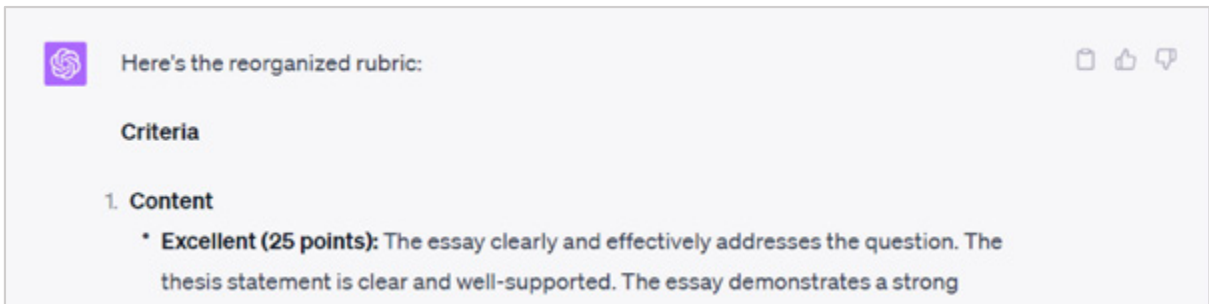 Here's the reorganized rubric:
Criteria
1. Content
• Excellent (25 points): The essay clearly and effectively addresses the question. The
thesis statement is clear and well-supported. The essay demonstrates a strong